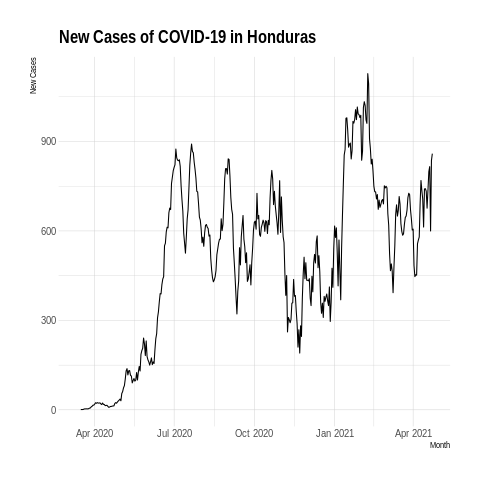 New Cases of COVID-19 in Honduras
New Cases
900
600
300
0
Apr 2020
Jul 2020
Oct 2020
Jan 2021
Apr 2021
Month